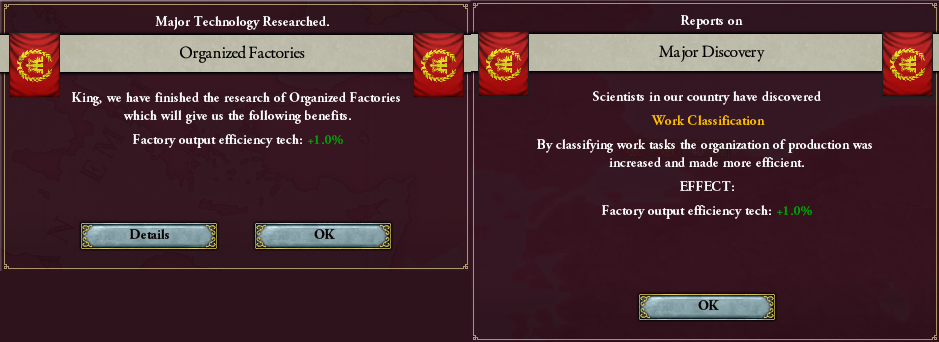 Major Technology Researched.
Organized Factories
King, we have finished the research of Organized Factories
which will give us the following benefits.
Factory output efficiency tech: +1.0%
Details
OK
Reports on
Major Discovery
Scientists in our country have discovered
Work Classification
By classifying work tasks the organization of production was
increased and made more efficient.
EFFECT:
Factory output efficiency tech: +1.0%
OK